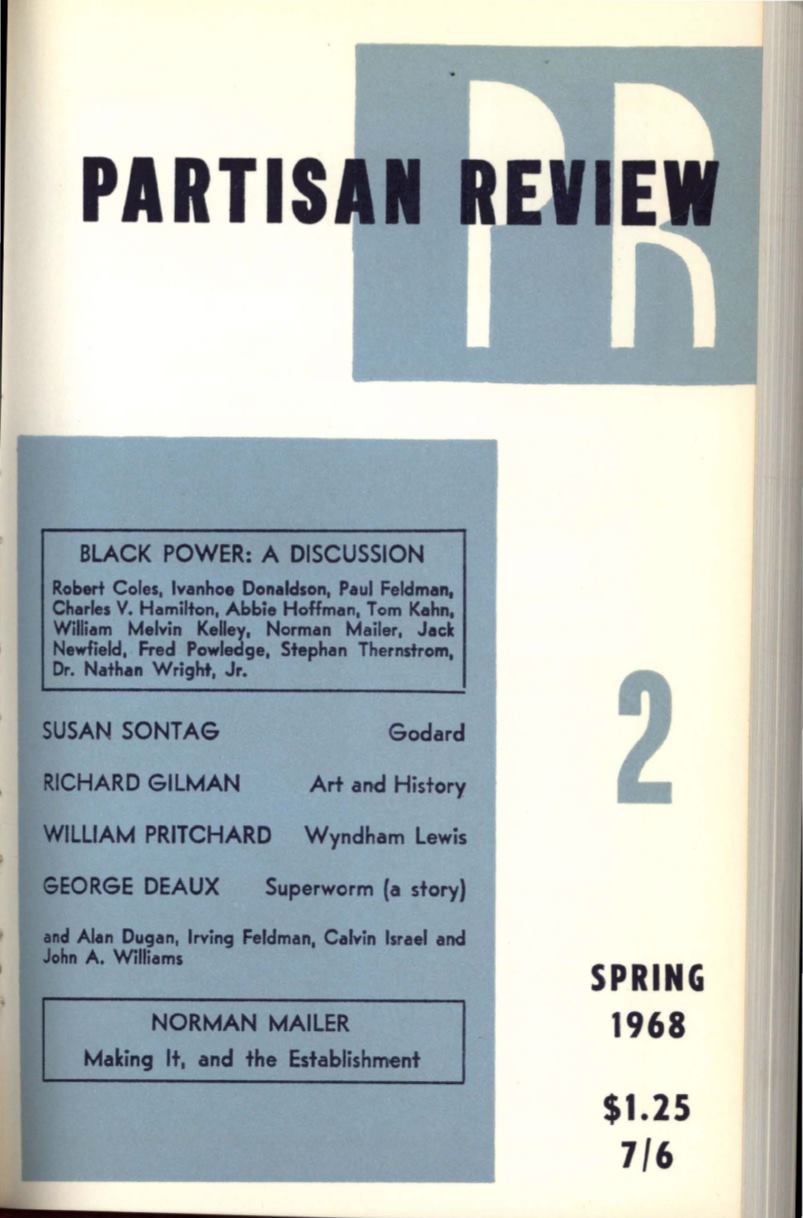 PR
PARTISAN REVIEW
BLACK POWER: A DISCUSSION
Robert Coles, Ivanhoe Donaldson, Paul Feldman,
Charles V. Hamilton, Abbie Hoffman, Tom Kahn,
William Melvin Kelley, Norman Mailer, Jack
Newfield, Fred Powledge, Stephan Thernstrom,
Dr. Nathan Wright, Jr.
SUSAN SONTAG Godard
RICHARD GILMAN Art and History
WILLIAM PRITCHARD Wyndham Lewis
GEORGE DEAUX Superworm (a story)
and Alan Dugan, Irving Feldman, Calvin Israel and
John A. Williams
NORMAN MAILER
Making It, and the Establishment
2
SPRING
1968
$1.25
7/6